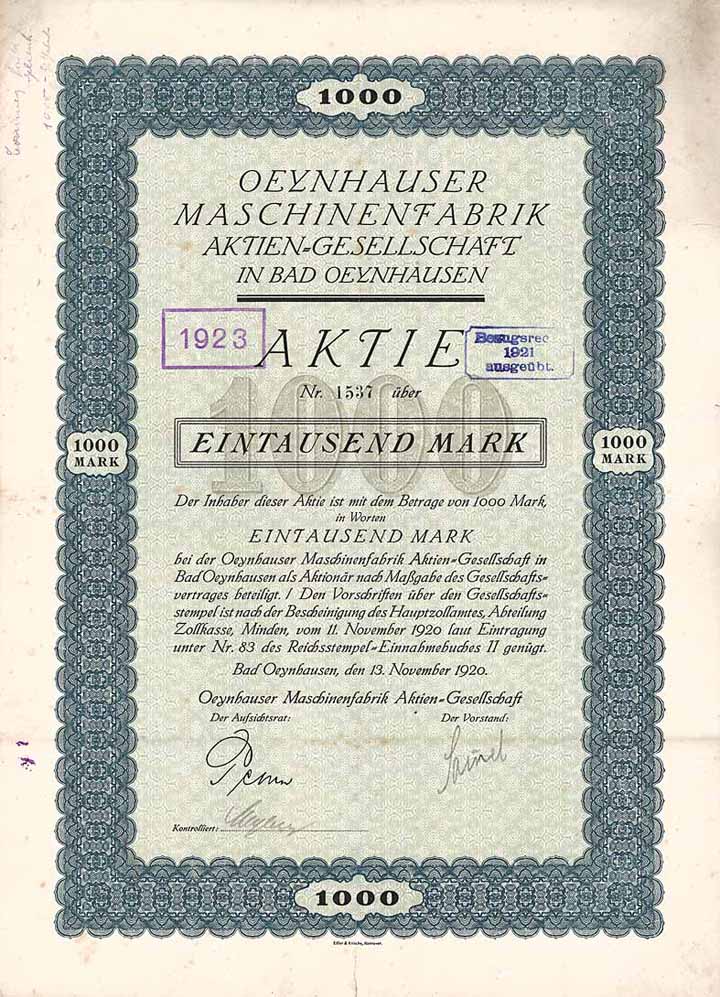 1000
OEYNHAUSER
MASCHINENFABRIK
AKTIEN=GESELLSCHAFT
IN BAD OEYNHAUSEN
1923
AKTIE
Bezugsrec
1921
ausgeübt.
Nr. 1537 über
1000
EINTAUSEND MARK
1000
MARK
1000
MARK
Der Inhaber dieser Aktie ist mit dem Betrage von 1000 Mark,
in Worten
EINTAUSEND MARK
bei der Oeynhauser Maschinenfabrik Aktien=Gesellschaft in
Bad Oeynhausen als Aktionär nach Maßgabe des Gesellschafts=
vertrages beteiligt. / Den Vorschriften über den Gesellschafts=
stempel ist nach der Bescheinigung des Hauptzollamtes, Abteilung
Zollkasse, Minden, vom 11. November 1920 laut Eintragung
unter Nr. 83 des Reichsstempel=Einnahmebuches II genügt.
Bad Oeynhausen, den 13. November 1920.
Oeynhauser Maschinenfabrik Aktien=Gesellschaft
Der Aufsichtsrat:
Der Vorstand:
Kontrolliert:
1000